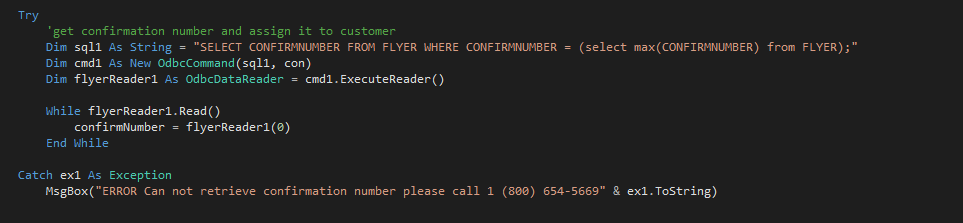 Try
'get confirmation number and assign it to customer
Dim sql1 As String = "SELECT CONFIRMNUMBER FROM FLYER WHERE CONFIRMNUMBER = (select max(CONFIRMNUMBER) from FLYER);"
Dim cmd1 As New OdbcCommand(sql1, con)
Dim flyerReader1 As OdbcDataReader = cmd1.ExecuteReader()
While flyerReader1.Read()
confirmNumber = flyerReader1(0)
End While
Catch ex1 As Exception
MsgBox("ERROR Can not retrieve confirmation number please call 1 (800) 654-5669" & ex1.ToString)